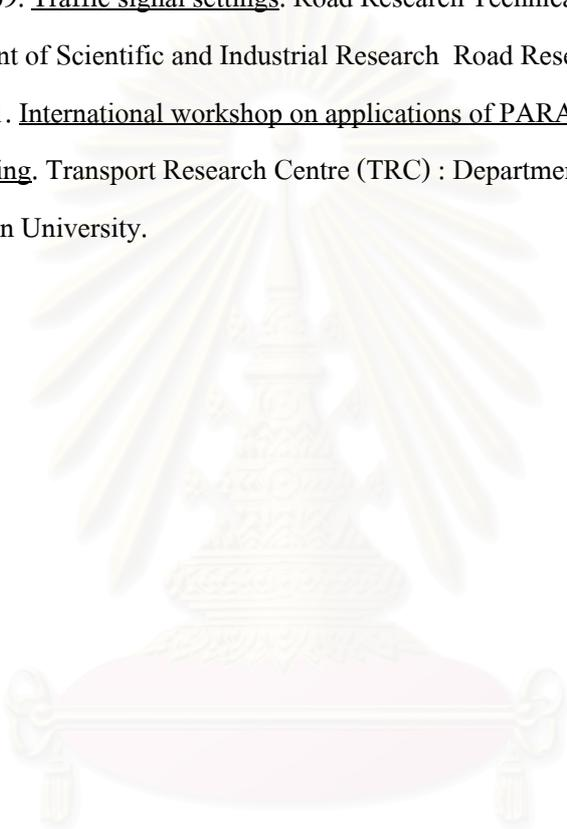 Traffic signal settings. Road Research Technica
nt of Scientific and Industrial Research Road Rese
. International workshop on applications of PARA
ing. Transport Research Centre (TRC) : Departme
n University.